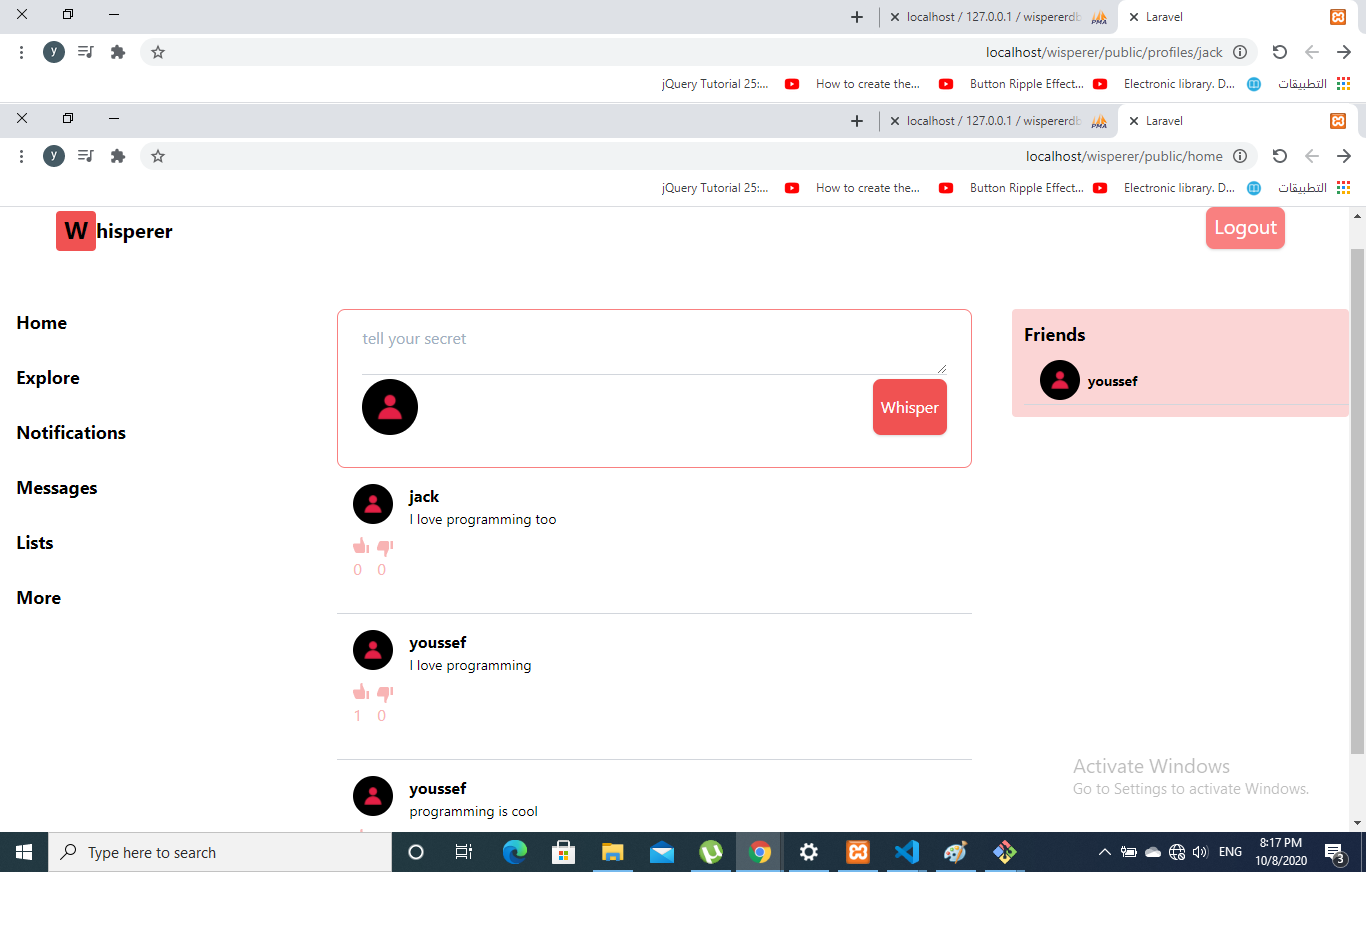 localhost / 127.0.0.1 / wispererdb
PMA
Laravel
y
localhost/wisperer/public/profiles/jack
jQuery Tutorial 25:...
How to create the...
Button Ripple Effect...
Electronic library. D...
التطبيقات
localhost / 127.0.0.1 / wispererdb
PMA
Laravel
y
localhost/wisperer/public/home
jQuery Tutorial 25:...
How to create the...
Button Ripple Effect...
Electronic library. D...
التطبيقات
Whisperer
Logout
Home
Explore
Notifications
Messages
Lists
More
tell your secret
Whisper
jack
I love programming too
0 0
youssef
I love programming
1 0
youssef
programming is cool
Friends
youssef
Activate Windows
Go to Settings to activate Windows.
Type here to search
ENG
8:17 PM
10/8/2020
3